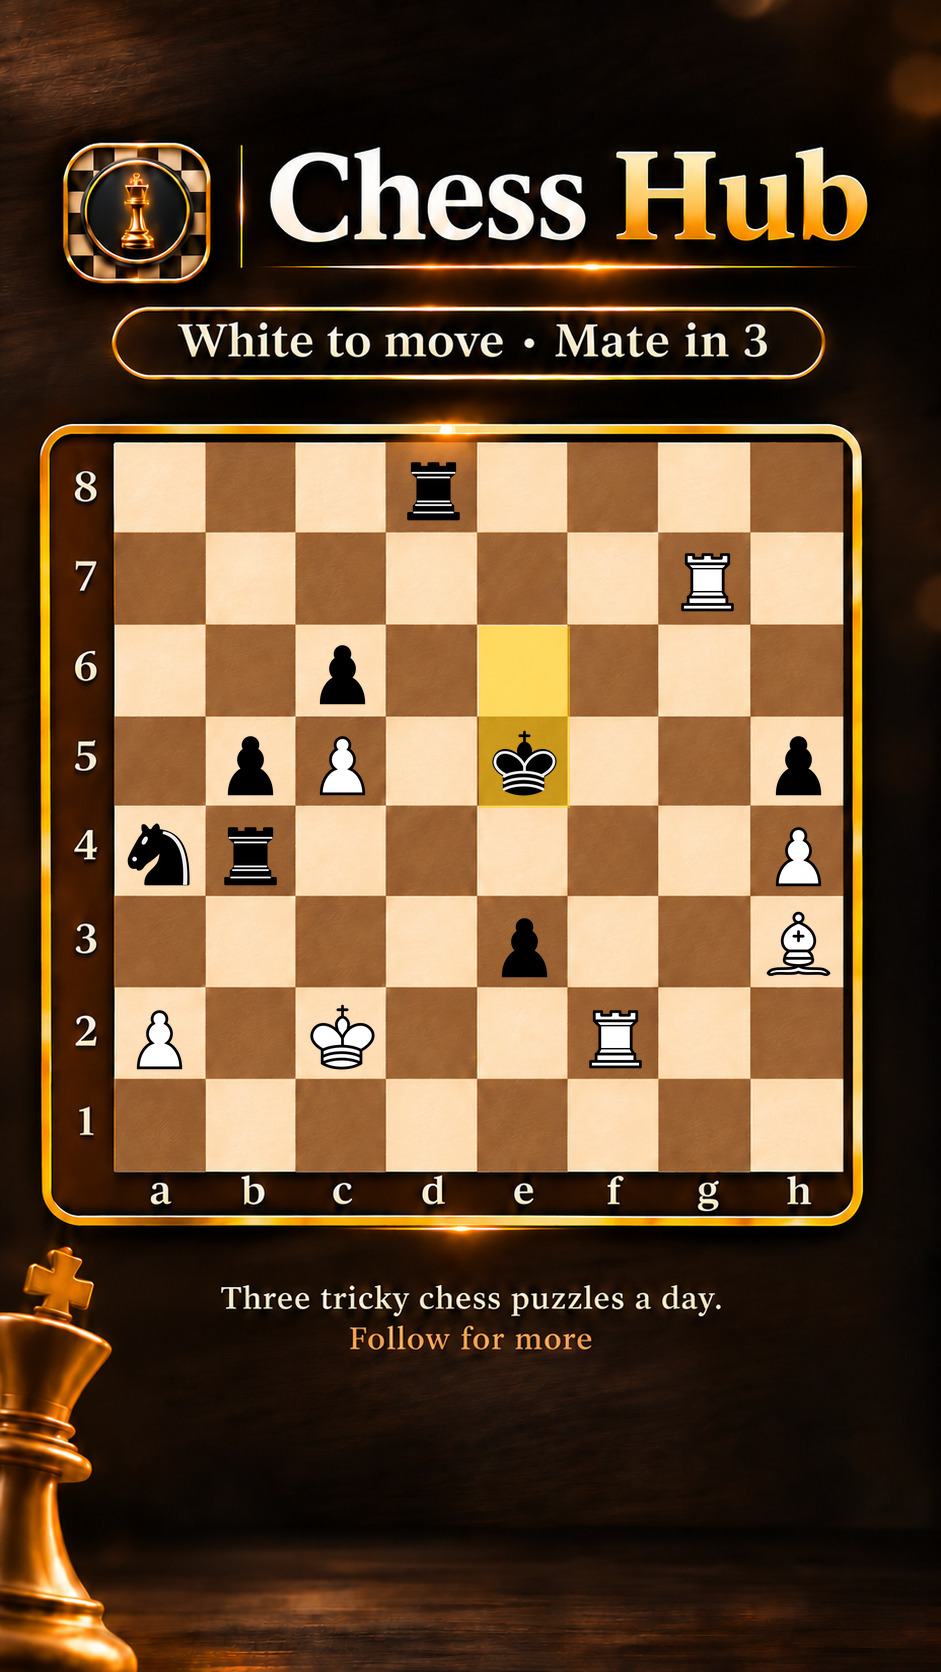 Chess Hub
White to move • Mate in 3
8
7
6
5
4
3
2
1
a b c d e f g h
Three tricky chess puzzles a day.
Follow for more